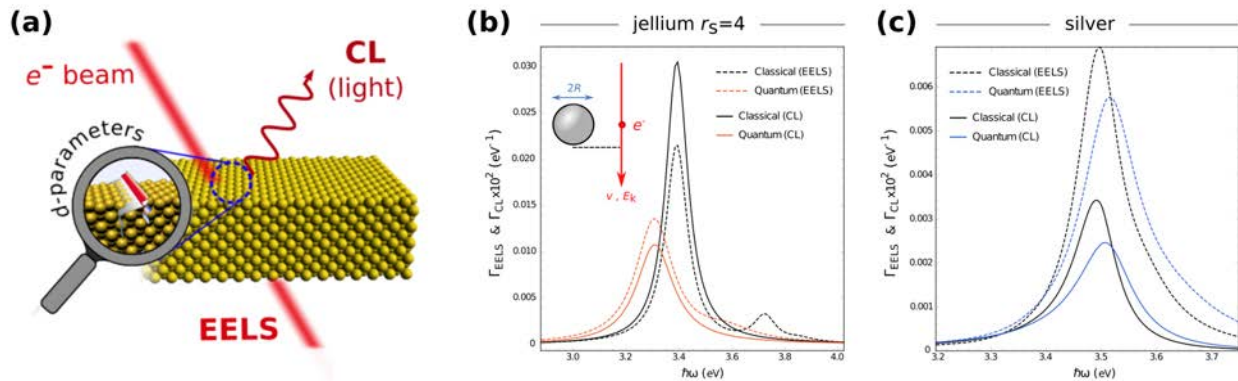 (a)
e⁻ beam
CL
(light)
d-parameters
EELS
(b)
jellium rS=4
Γ_EELS & Γ_CL x10² (eV⁻¹)
0.030
0.025
0.020
0.015
0.010
0.005
0
3.0 3.2 3.4 3.6 3.8 4.0
ħω (eV)
2R
e⁻
v , Eₖ
Classical (EELS)
Quantum (EELS)
Classical (CL)
Quantum (CL)
(c)
silver
Γ_EELS & Γ_CL x10² (eV⁻¹)
0.006
0.005
0.004
0.003
0.002
0.001
0
3.2 3.3 3.4 3.5 3.6 3.7
ħω (eV)
Classical (EELS)
Quantum (EELS)
Classical (CL)
Quantum (CL)